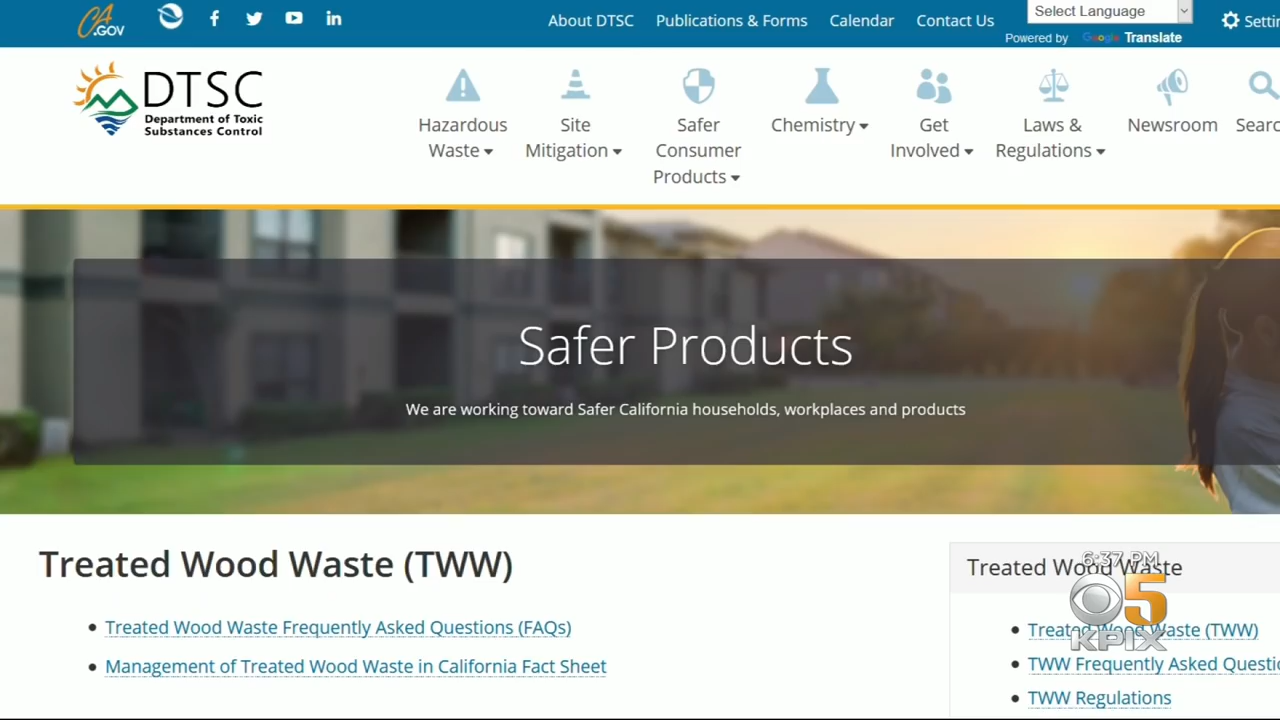 CA.GOV
About DTSC
Publications & Forms
Calendar
Contact Us
Select Language
Powered by Google Translate
DTSC
Department of Toxic
Substances Control
Hazardous
Waste
Site
Mitigation
Safer
Consumer
Products
Chemistry
Get
Involved
Laws &
Regulations
Newsroom
Safer Products
We are working toward Safer California households, workplaces and products
Treated Wood Waste (TWW)
Treated Wood Waste Frequently Asked Questions (FAQs)
Management of Treated Wood Waste in California Fact Sheet
Treated Wood Waste
6:37 PM
5
KPIX
Treated Wood Waste (TWW)
TWW Frequently Asked
TWW Regulations